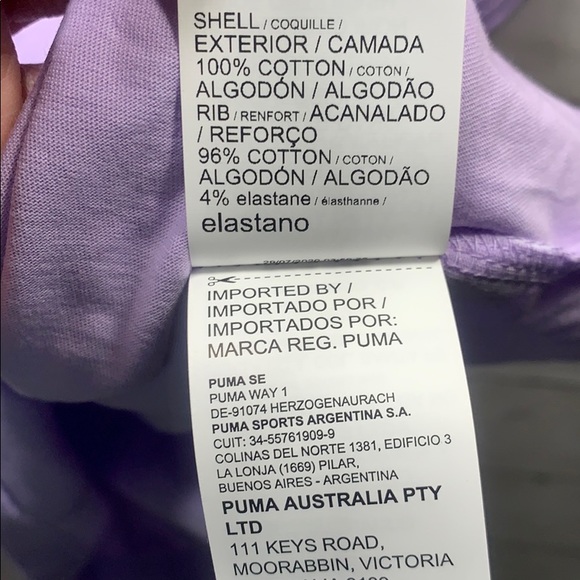 SHELL / COQUILLE /
EXTERIOR / CAMADA
100% COTTON / COTON /
ALGODÓN / ALGODÃO
RIB / RENFORT / ACANALADO
/ REFORÇO
96% COTTON / COTON /
ALGODÓN / ALGODÃO
4% elastane / élasthanne /
elastano
IMPORTED BY /
IMPORTADO POR /
IMPORTADOS POR:
MARCA REG. PUMA
PUMA SE
PUMA WAY 1
DE-91074 HERZOGENAURACH
PUMA SPORTS ARGENTINA S.A.
CUIT: 34-55761909-9
COLINAS DEL NORTE 1381, EDIFICIO 3
LA LONJA (1669) PILAR,
BUENOS AIRES - ARGENTINA
PUMA AUSTRALIA PTY
LTD
111 KEYS ROAD,
MOORABBIN, VICTORIA